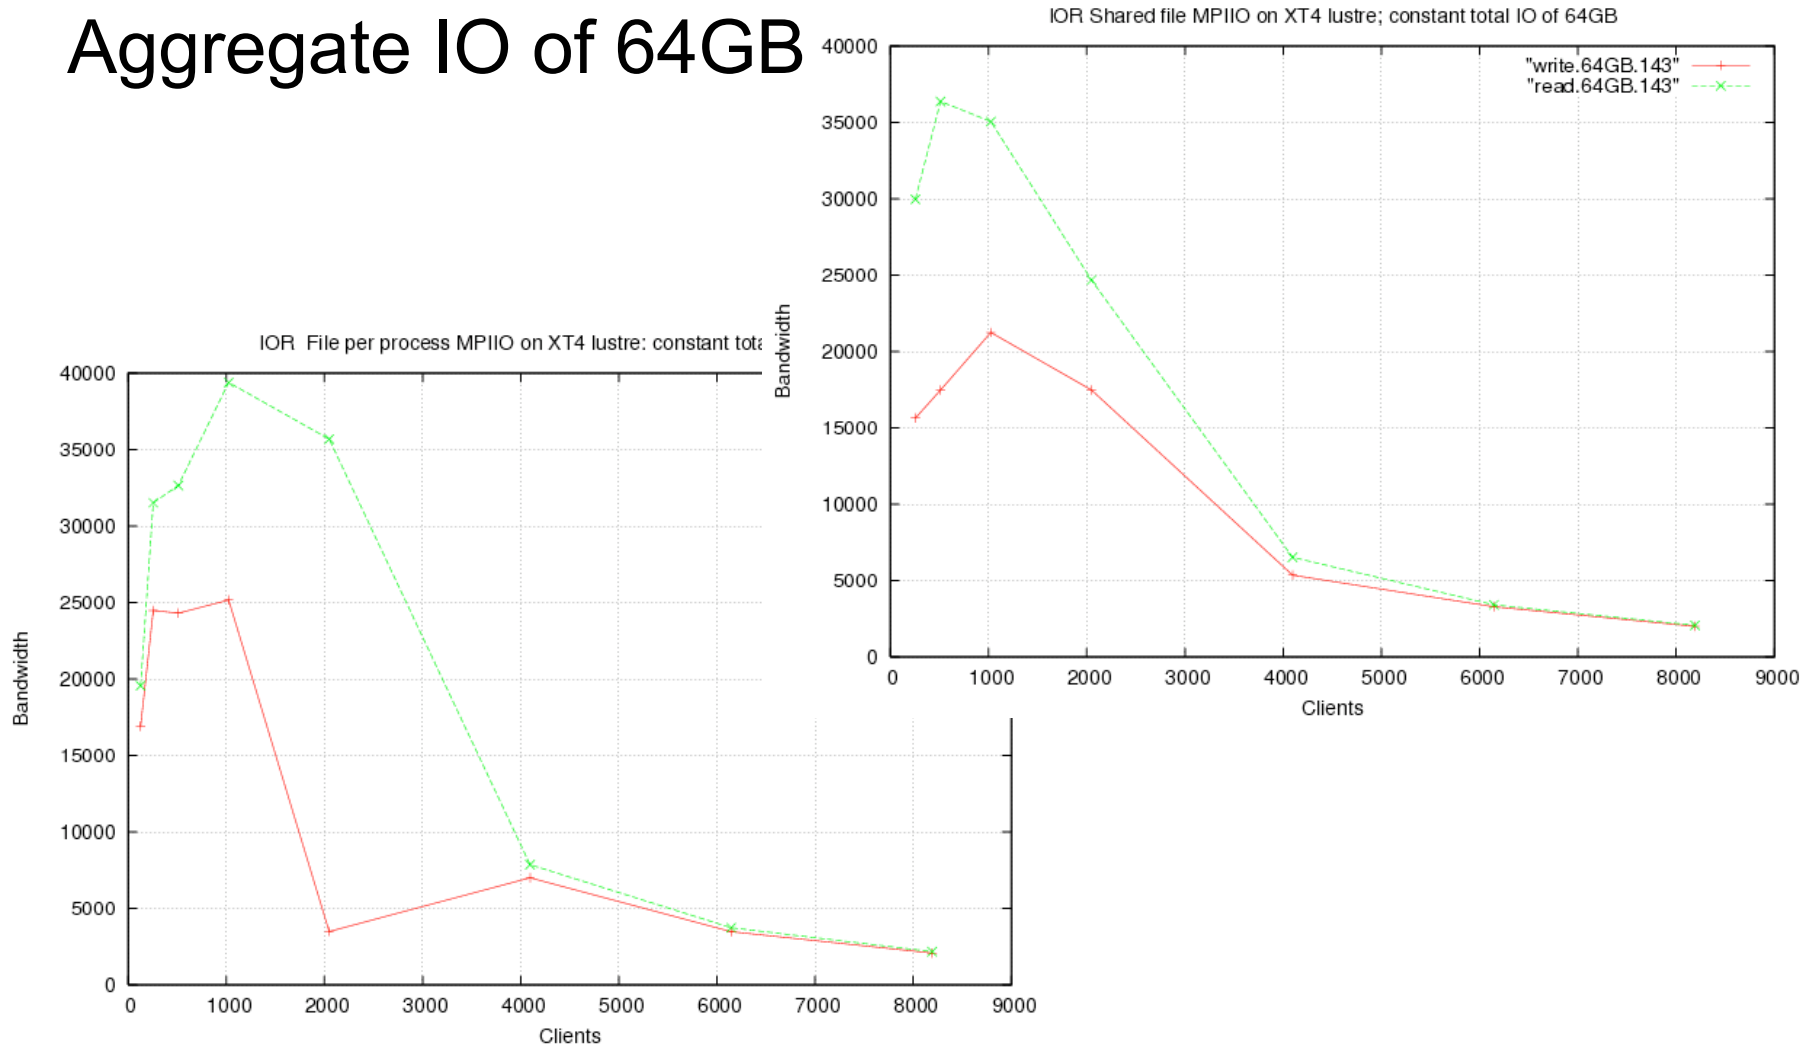 Aggregate IO of 64GB
IOR Shared file MPIIO on XT4 lustre; constant total IO of 64GB
40000
35000
30000
25000
20000
15000
10000
5000
0
"write.64GB.143"
"read.64GB.143"
Bandwidth
0 1000 2000 3000 4000 5000 6000 7000 8000 9000
Clients
IOR File per process MPIIO on XT4 lustre: constant tota
40000
35000
30000
25000
20000
15000
10000
5000
0
Bandwidth
0 1000 2000 3000 4000 5000 6000 7000 8000 9000
Clients